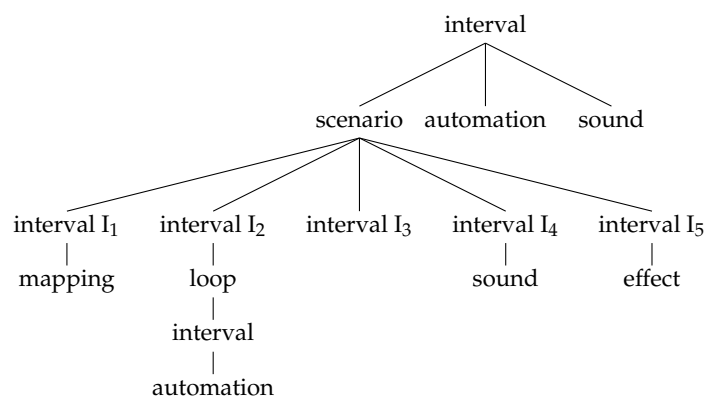 interval
scenario automation sound
interval I₁ interval I₂ interval I₃ interval I₄ interval I₅
mapping loop sound effect
interval
automation